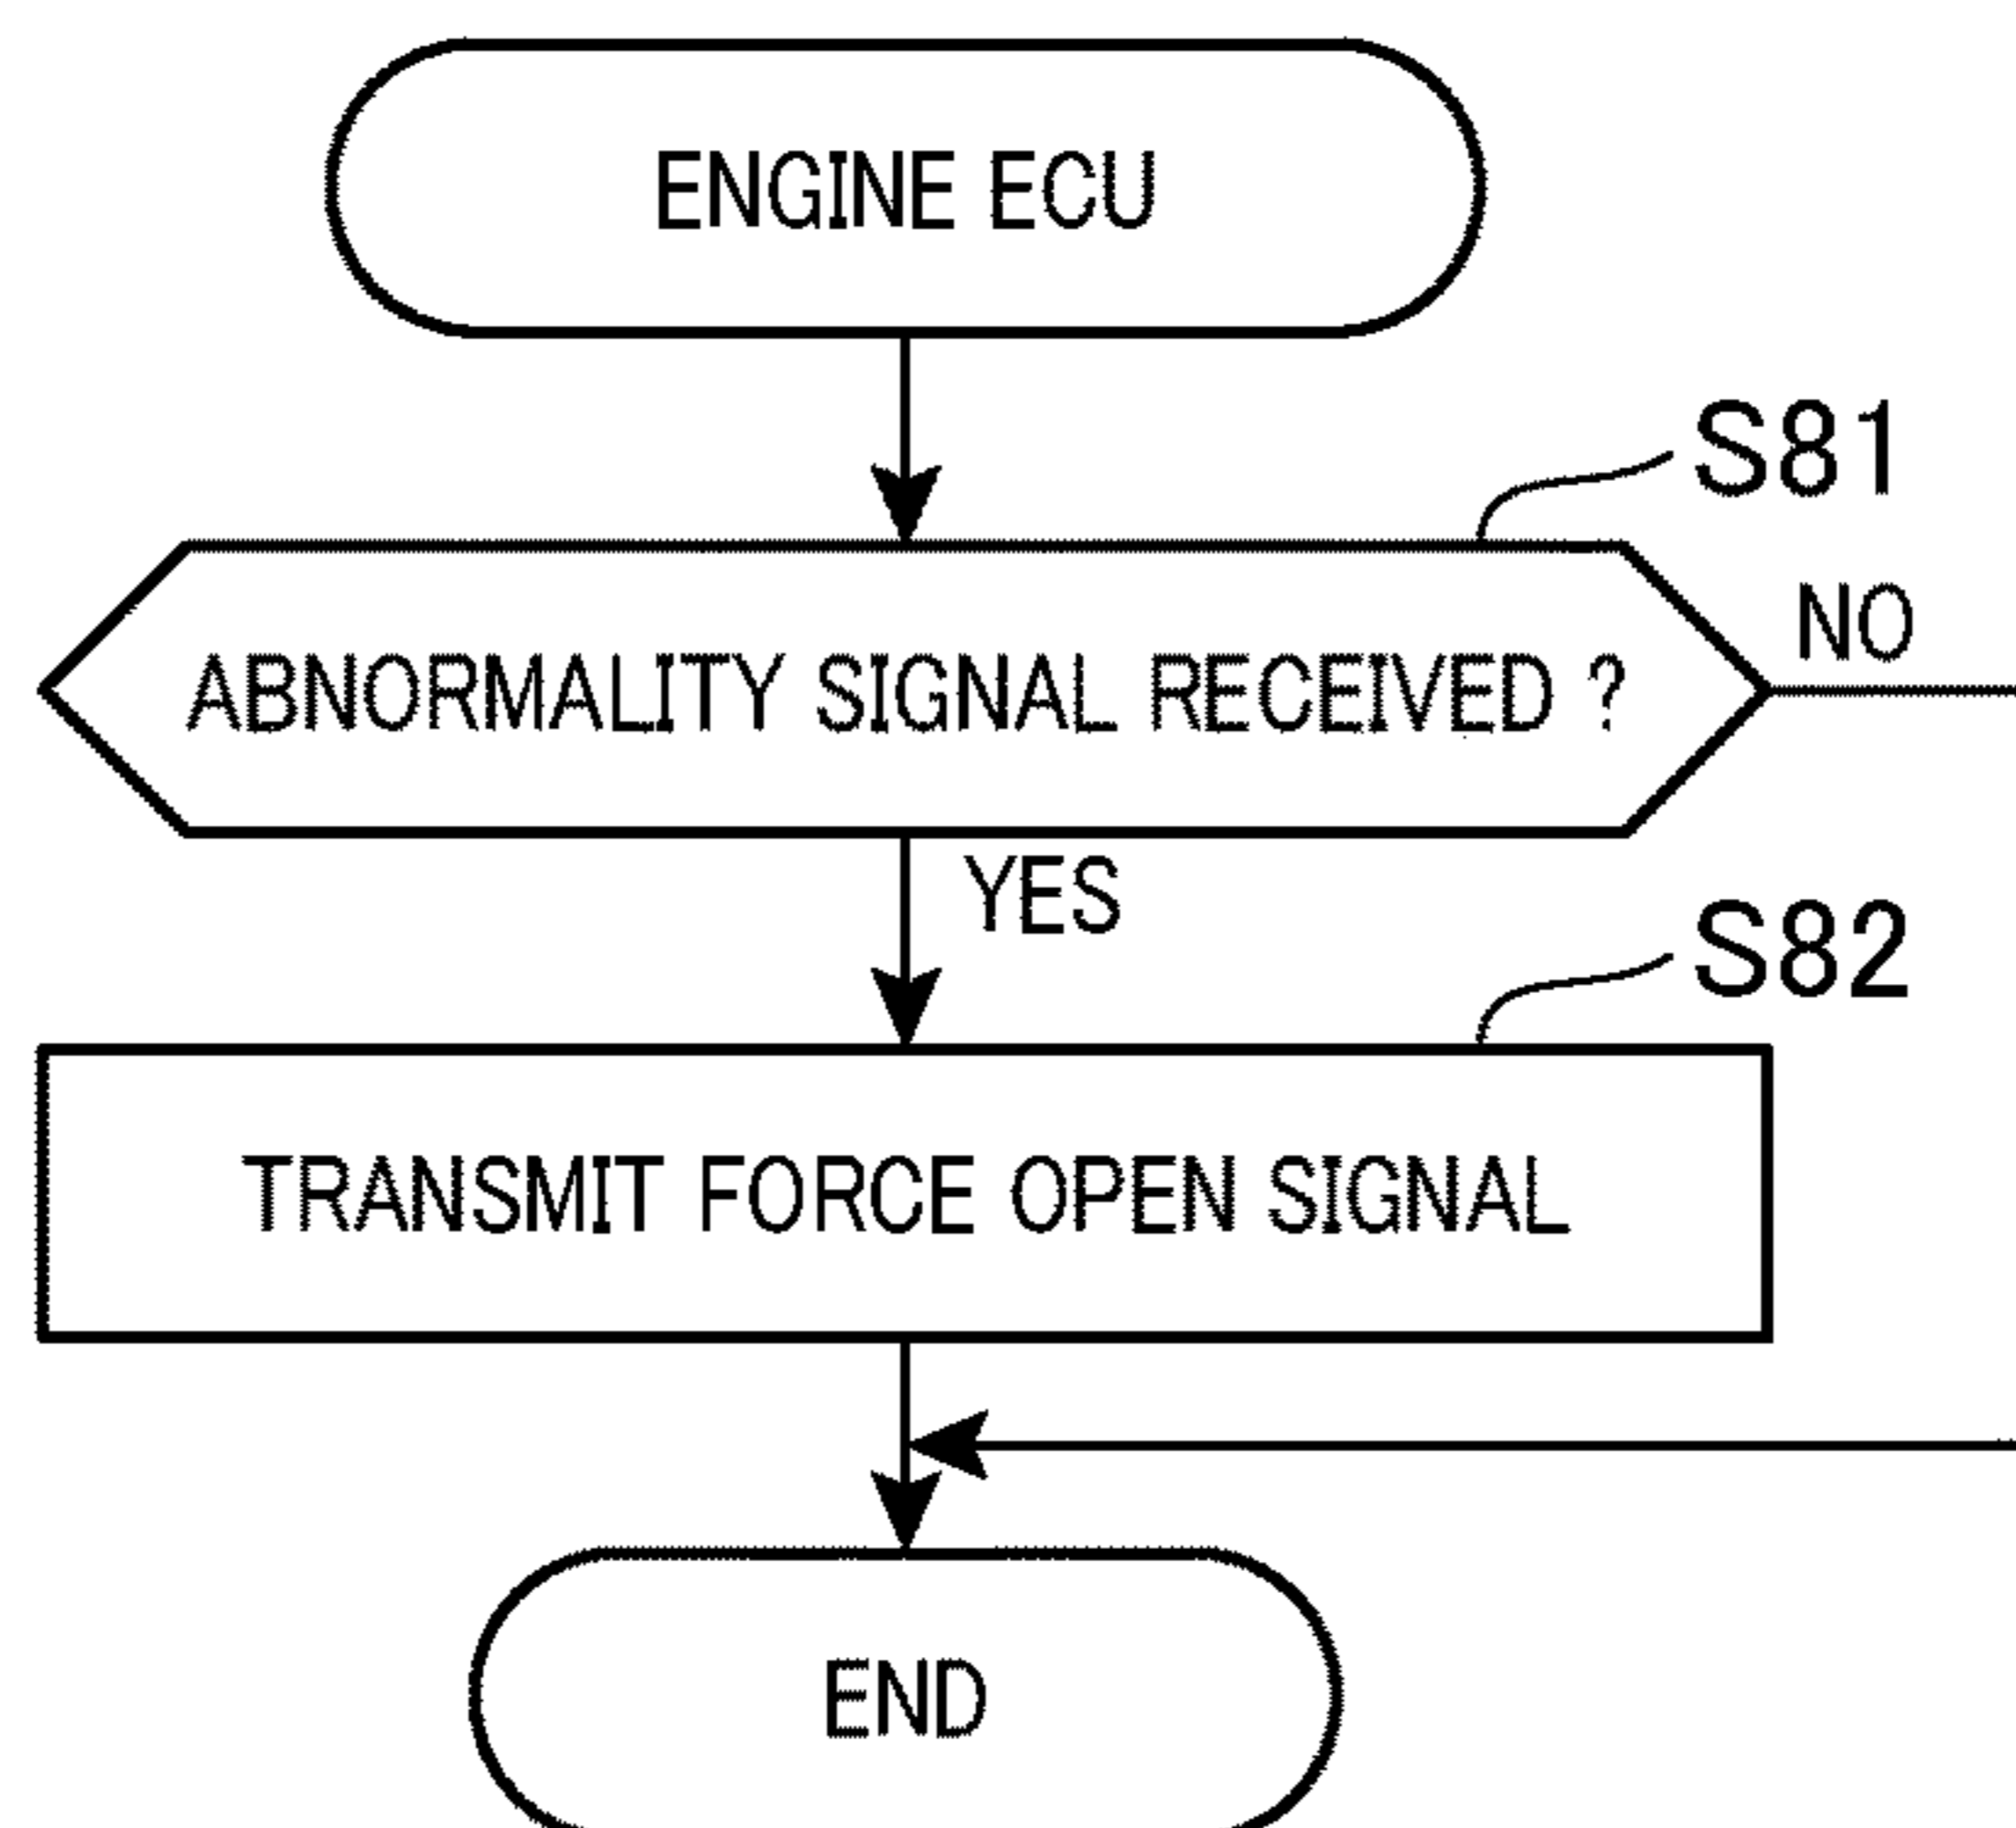 ENGINE ECU
S81
ABNORMALITY SIGNAL RECEIVED ?
NO
YES
S82
TRANSMIT FORCE OPEN SIGNAL
END